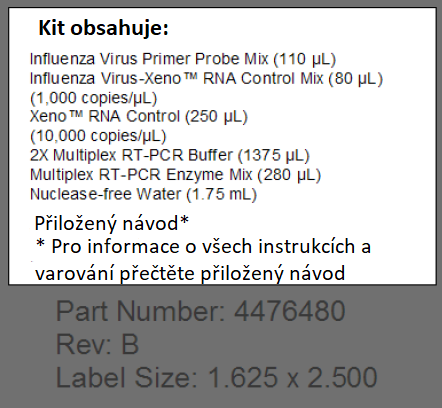 Kit obsahuje:
Influenza Virus Primer Probe Mix (110 µL)
Influenza Virus-Xeno™ RNA Control Mix (80 µL)
(1,000 copies/µL)
Xeno™ RNA Control (250 µL)
(10,000 copies/µL)
2X Multiplex RT-PCR Buffer (1375 µL)
Multiplex RT-PCR Enzyme Mix (280 µL)
Nuclease-free Water (1.75 mL)
Přiložený návod*
* Pro informace o všech instrukcích a
varování přečtěte přiložený návod
Part Number: 4476480
Rev: B
Label Size: 1.625 x 2.500